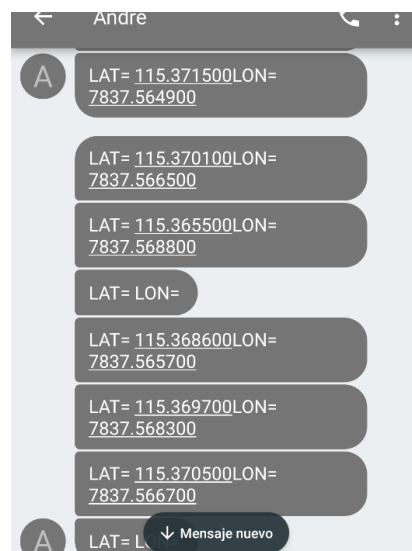 Andre
A
LAT= 115.371500LON=
7837.564900
LAT= 115.370100LON=
7837.566500
LAT= 115.365500LON=
7837.568800
LAT= LON=
LAT= 115.368600LON=
7837.565700
LAT= 115.369700LON=
7837.568300
LAT= 115.370500LON=
7837.566700
A
LAT= L
Mensaje nuevo